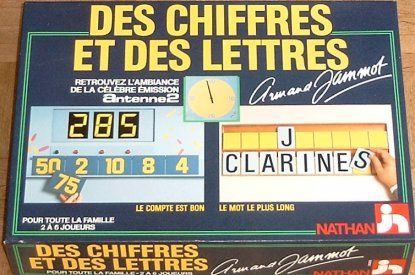 DES CHIFFRES
ET DES LETTRES
RETROUVEZ L'AMBIANCE
DE LA CÉLÈBRE ÉMISSION
antenne2
Armand Jammot
285
50 2 10 8 4
75
J
CLARINES
LE COMPTE EST BON
LE MOT LE PLUS LONG
POUR TOUTE LA FAMILLE
2 À 6 JOUEURS
NATHAN
DES CHIFFRES
ET DES LETTRES
POUR TOUTE LA FAMILLE - 2 À 6 JOUEURS
Armand Jammot
NATHAN